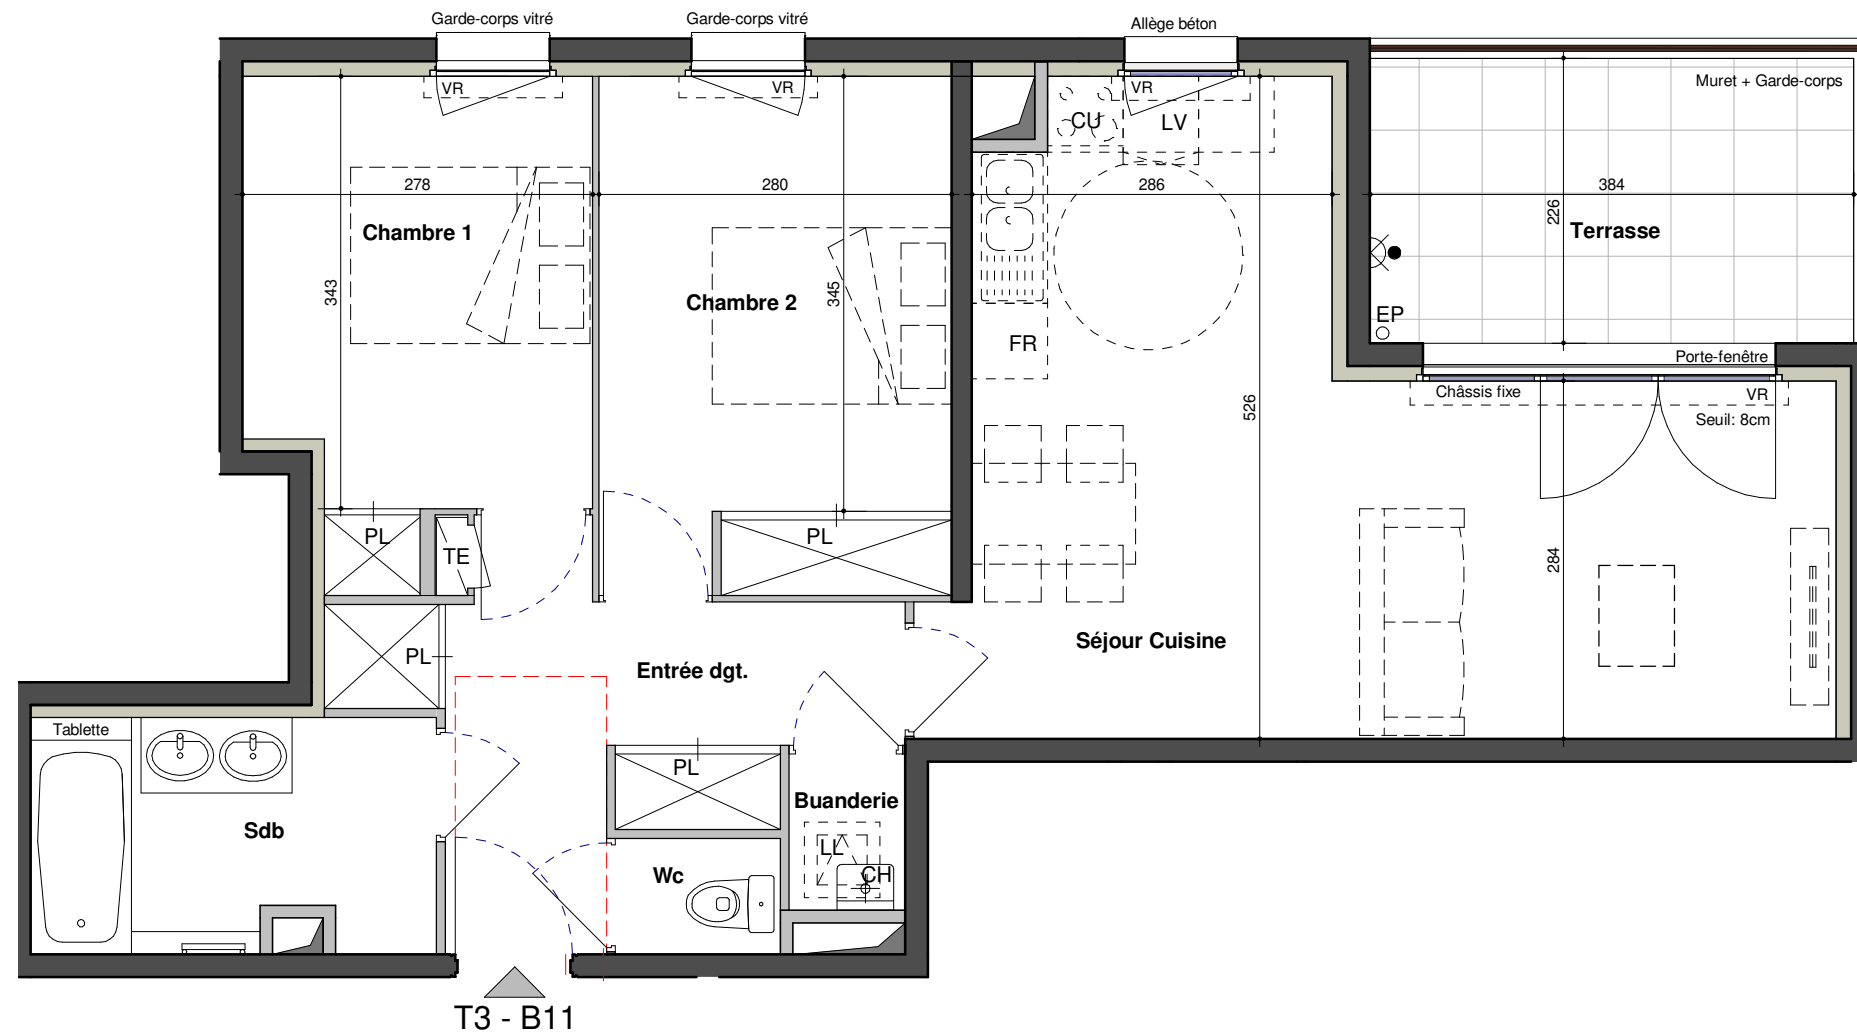 Garde-corps vitré
Garde-corps vitré
Allège béton
VR
VR
VR
Muret + Garde-corps
CU
LV
278
280
286
384
Chambre 1
226
Terrasse
343
Chambre 2
345
EP
FR
Porte-fenêtre
Châssis fixe
VR
526
Seuil: 8cm
PL
TE
PL
284
Séjour Cuisine
PL
Entrée dgt.
Tablette
PL
Buanderie
Sdb
LL
Wc
CH
T3 - B11